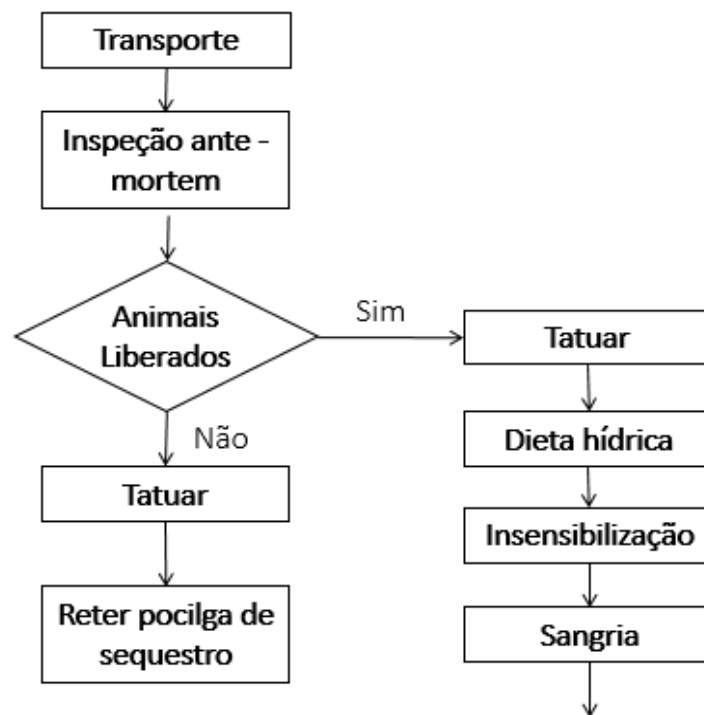 Transporte
Inspeção ante -
mortem
Animais
Liberados
Sim
Não
Tatuar
Reter pocilga de
sequestro
Tatuar
Dieta hídrica
Insensibilização
Sangria